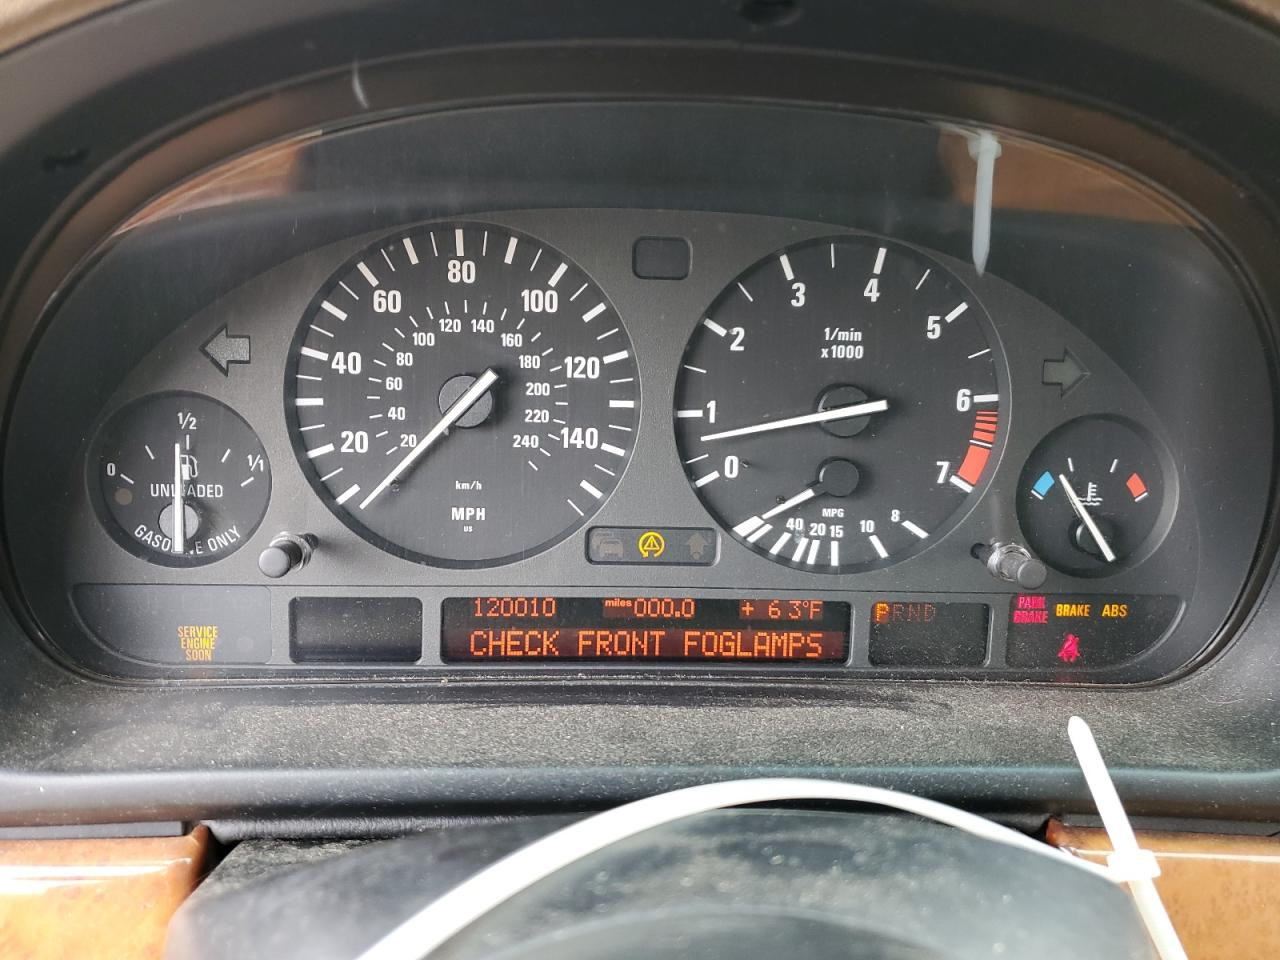 80
60
100
120 140
100
160
40
80
180
120
60
200
40
220
20
20
240
140
km/h
MPH
US
3
4
2
5
1/min
x1000
1
6
0
7
MPG
40 20 15 10 8
1/2
0
1/1
UNLEADED
GASOLINE ONLY
120010 miles 000.0 + 63°F
CHECK FRONT FOGLAMPS
PRND
SERVICE
ENGINE
SOON
PARK
BRAKE
BRAKE
ABS